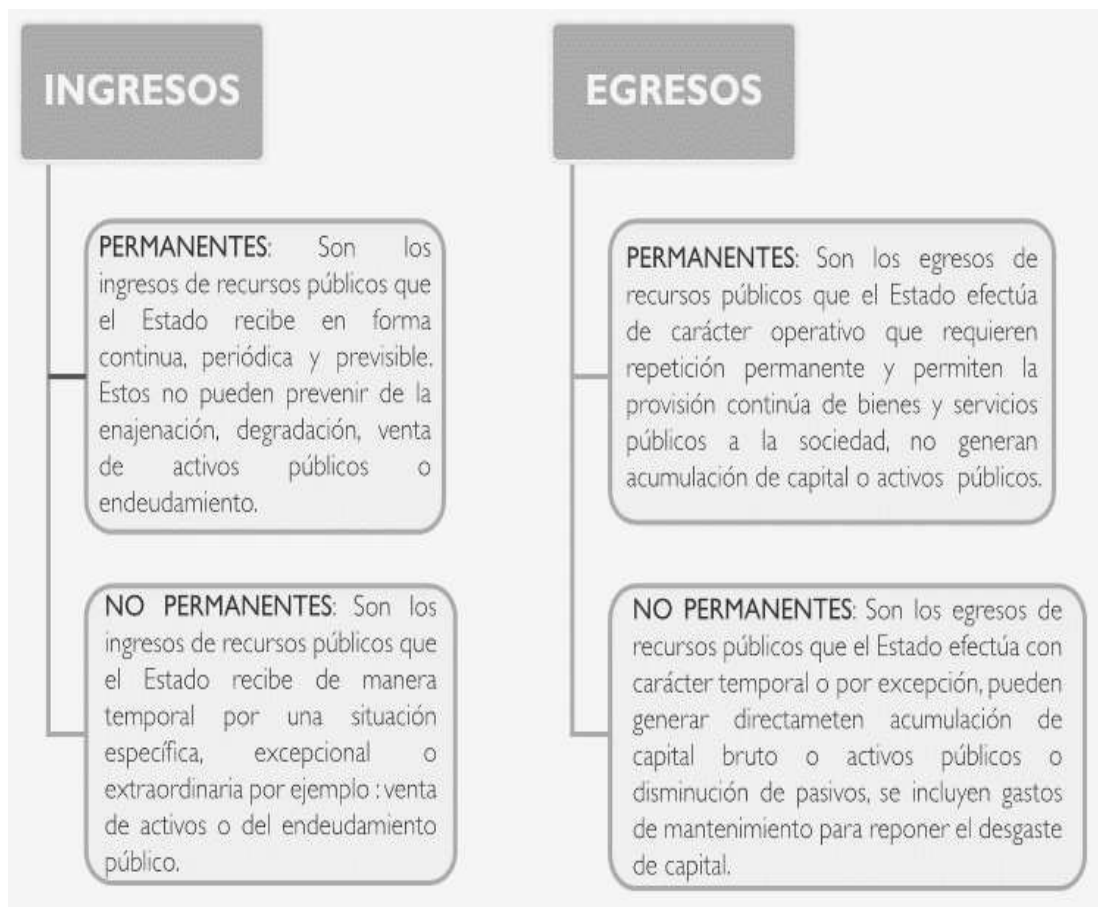 INGRESOS
PERMANENTES: Son los
ingresos de recursos públicos que
el Estado recibe en forma
continua, periódica y previsible.
Estos no pueden prevenir de la
enajenación, degradación, venta
de activos públicos o
endeudamiento.
NO PERMANENTES: Son los
ingresos de recursos públicos que
el Estado recibe de manera
temporal por una situación
específica, excepcional o
extraordinaria por ejemplo : venta
de activos o del endeudamiento
público.
EGRESOS
PERMANENTES: Son los egresos de
recursos públicos que el Estado efectúa
de carácter operativo que requieren
repetición permanente y permiten la
provisión continúa de bienes y servicios
públicos a la sociedad, no generan
acumulación de capital o activos públicos.
NO PERMANENTES: Son los egresos de
recursos públicos que el Estado efectúa con
carácter temporal o por excepción, pueden
generar directameten acumulación de
capital bruto o activos públicos o
disminución de pasivos, se incluyen gastos
de mantenimiento para reponer el desgaste
de capital.